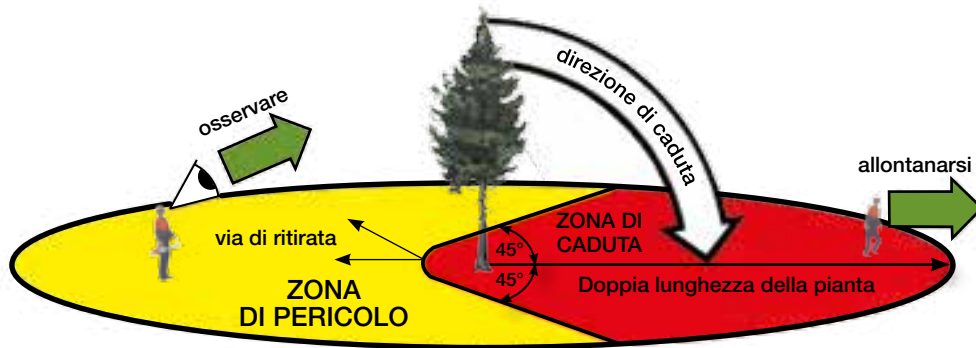 osservare
direzione di caduta
allontanarsi
via di ritirata
ZONA DI
CADUTA
45°
45°
Doppia lunghezza della pianta
ZONA
DI PERICOLO